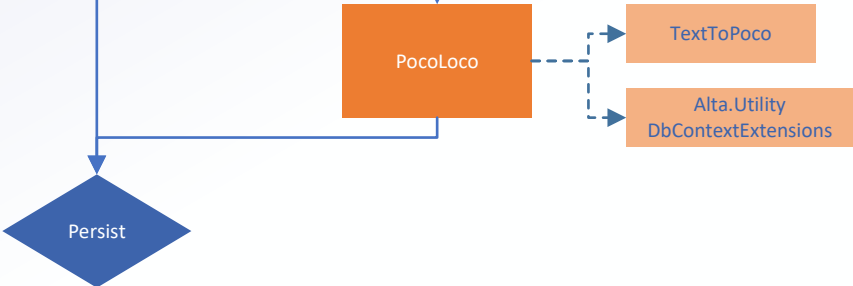 TextToPoco
PocoLoco
Alta.Utility
DbContextExtensions
Persist